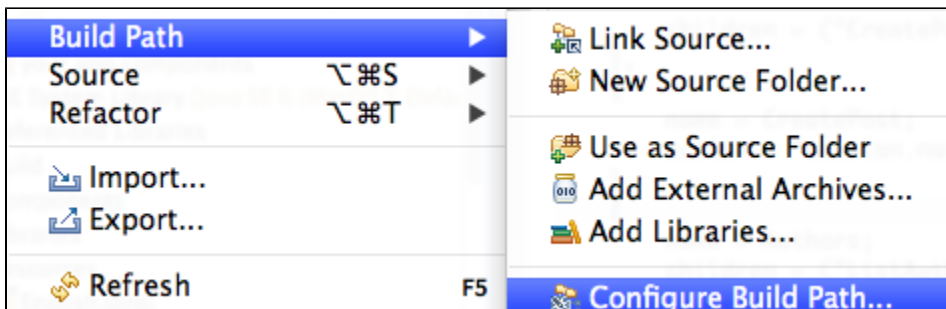 Build Path
Source ⌥⌘S
Refactor ⌥⌘T
Import...
Export...
Refresh F5
Link Source...
New Source Folder...
Use as Source Folder
Add External Archives...
Add Libraries...
Configure Build Path...